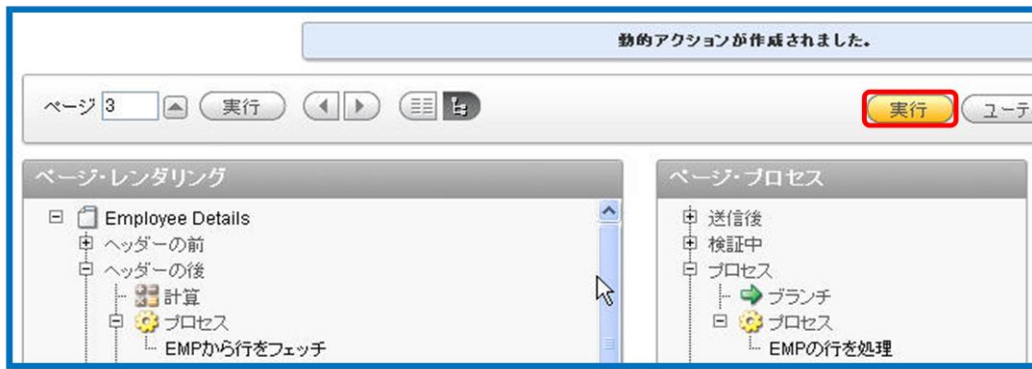 動的アクションが作成されました。
ページ 3 実行 実行
ページ・レンダリング
Employee Details
ヘッダーの前
ヘッダーの後
計算
プロセス
EMPから行をフェッチ
ページ・プロセス
送信後
検証中
プロセス
ブランチ
プロセス
EMPの行を処理